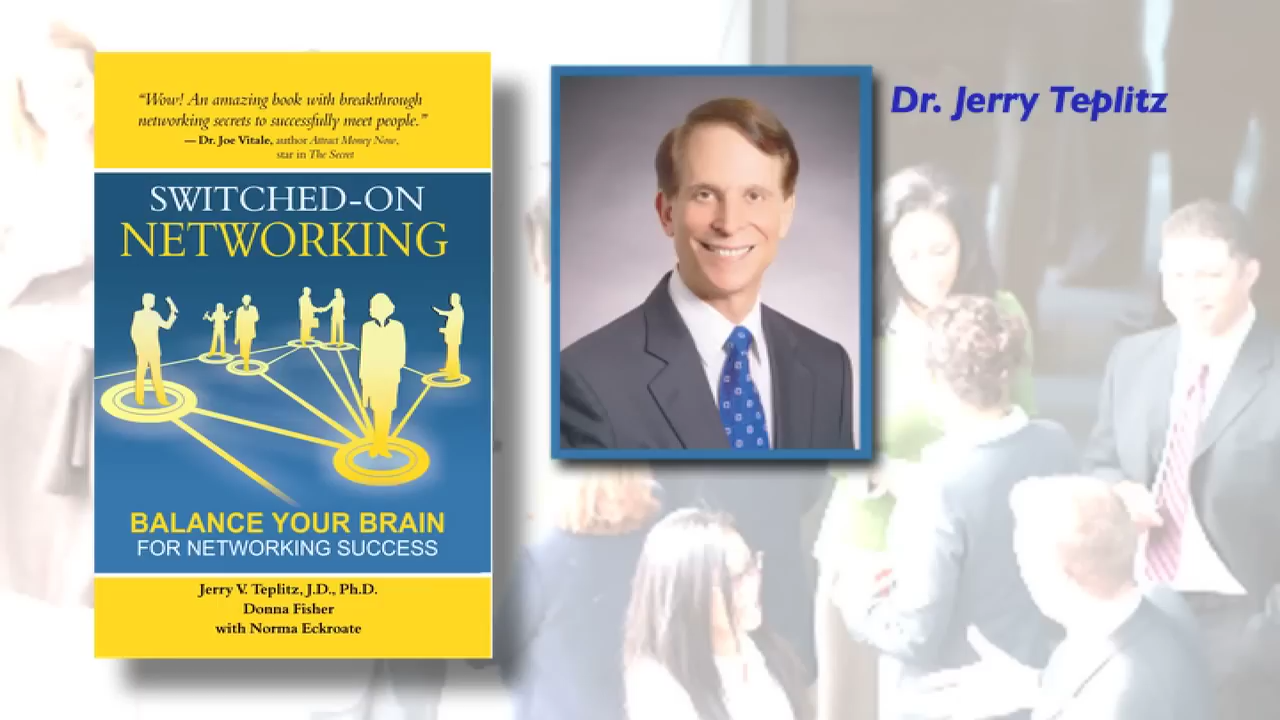 “Wow! An amazing book with breakthrough
networking secrets to successfully meet people.”
— Dr. Joe Vitale, author Attract Money Now,
star in The Secret
SWITCHED-ON
NETWORKING
BALANCE YOUR BRAIN
FOR NETWORKING SUCCESS
Jerry V. Teplitz, J.D., Ph.D.
Donna Fisher
with Norma Eckroate
Dr. Jerry Teplitz